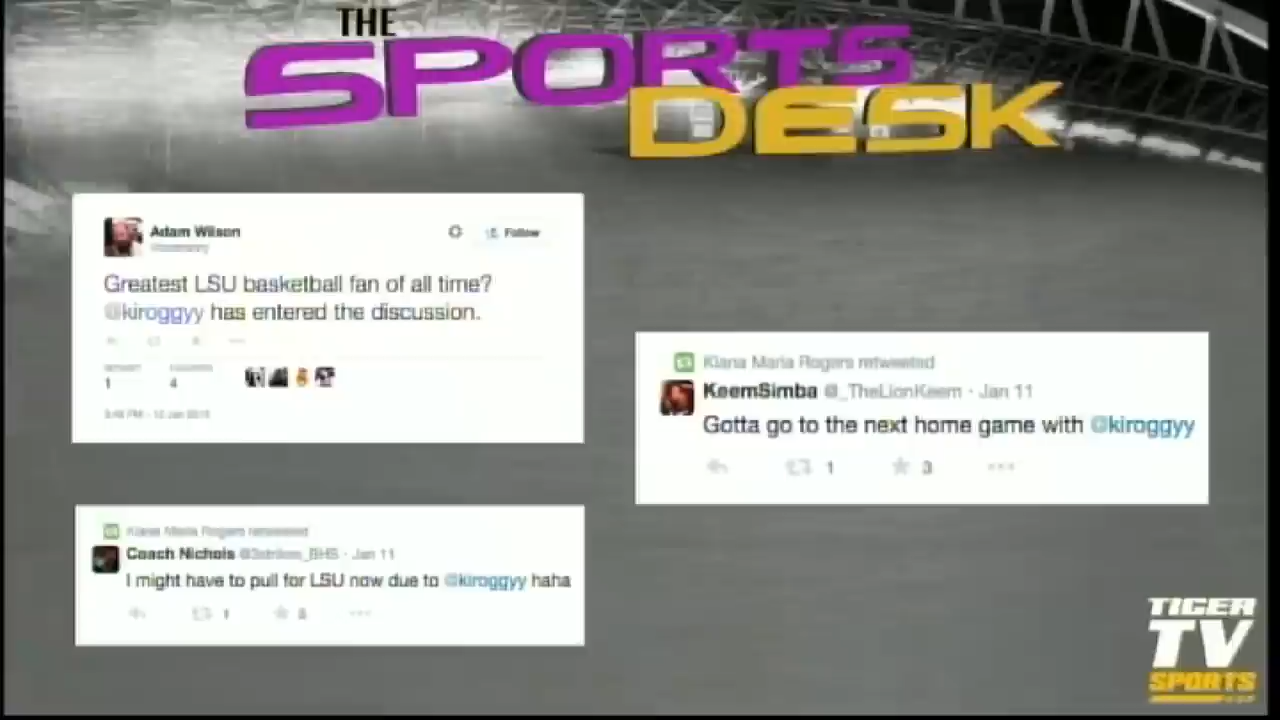 THE
SPORTS
DESK
Adam Wilson
Follow
Greatest LSU basketball fan of all time?
@kiroggyy has entered the discussion.
1 4
Kiana Maria Rogers retweeted
KeemSimba @_TheLionKeem · Jan 11
Gotta go to the next home game with @kiroggyy
1 3
Kiana Maria Rogers retweeted
Coach Nichols · Jan 11
I might have to pull for LSU now due to @kiroggyy haha
1
TIGER
TV
SPORTS